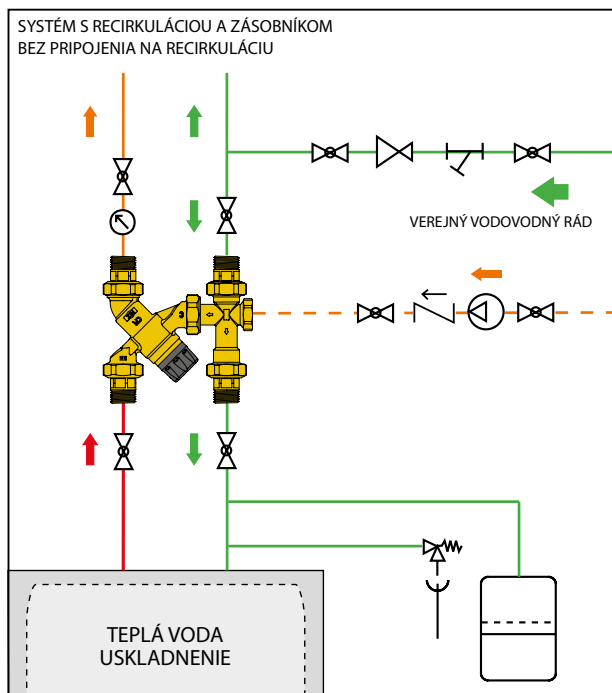 SYSTÉM S RECIRKULÁCIOU A ZÁSOBNÍKOM
BEZ PRIPOJENIA NA RECIRKULÁCIU
VEREJNÝ VODOVODNÝ RÁD
TEPLÁ VODA
USKLADNENIE